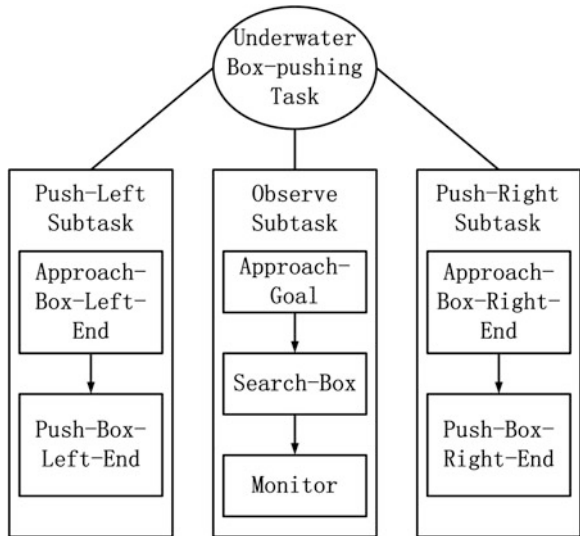 Underwater
Box-pushing
Task
Push-Left
Subtask
Approach-
Box-Left-
End
Push-Box-
Left-End
Observe
Subtask
Approach-
Goal
Search-Box
Monitor
Push-Right
Subtask
Approach-
Box-Right-
End
Push-Box-
Right-End